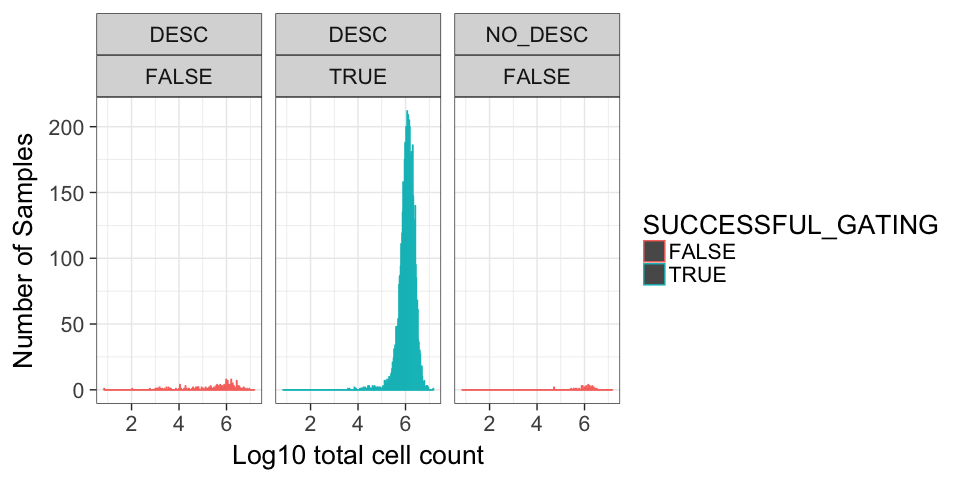 DESC DESC NO_DESC
FALSE TRUE FALSE
Number of Samples
200
150
100
50
0
2 4 6 2 4 6 2 4 6
Log10 total cell count
SUCCESSFUL_GATING
FALSE
TRUE